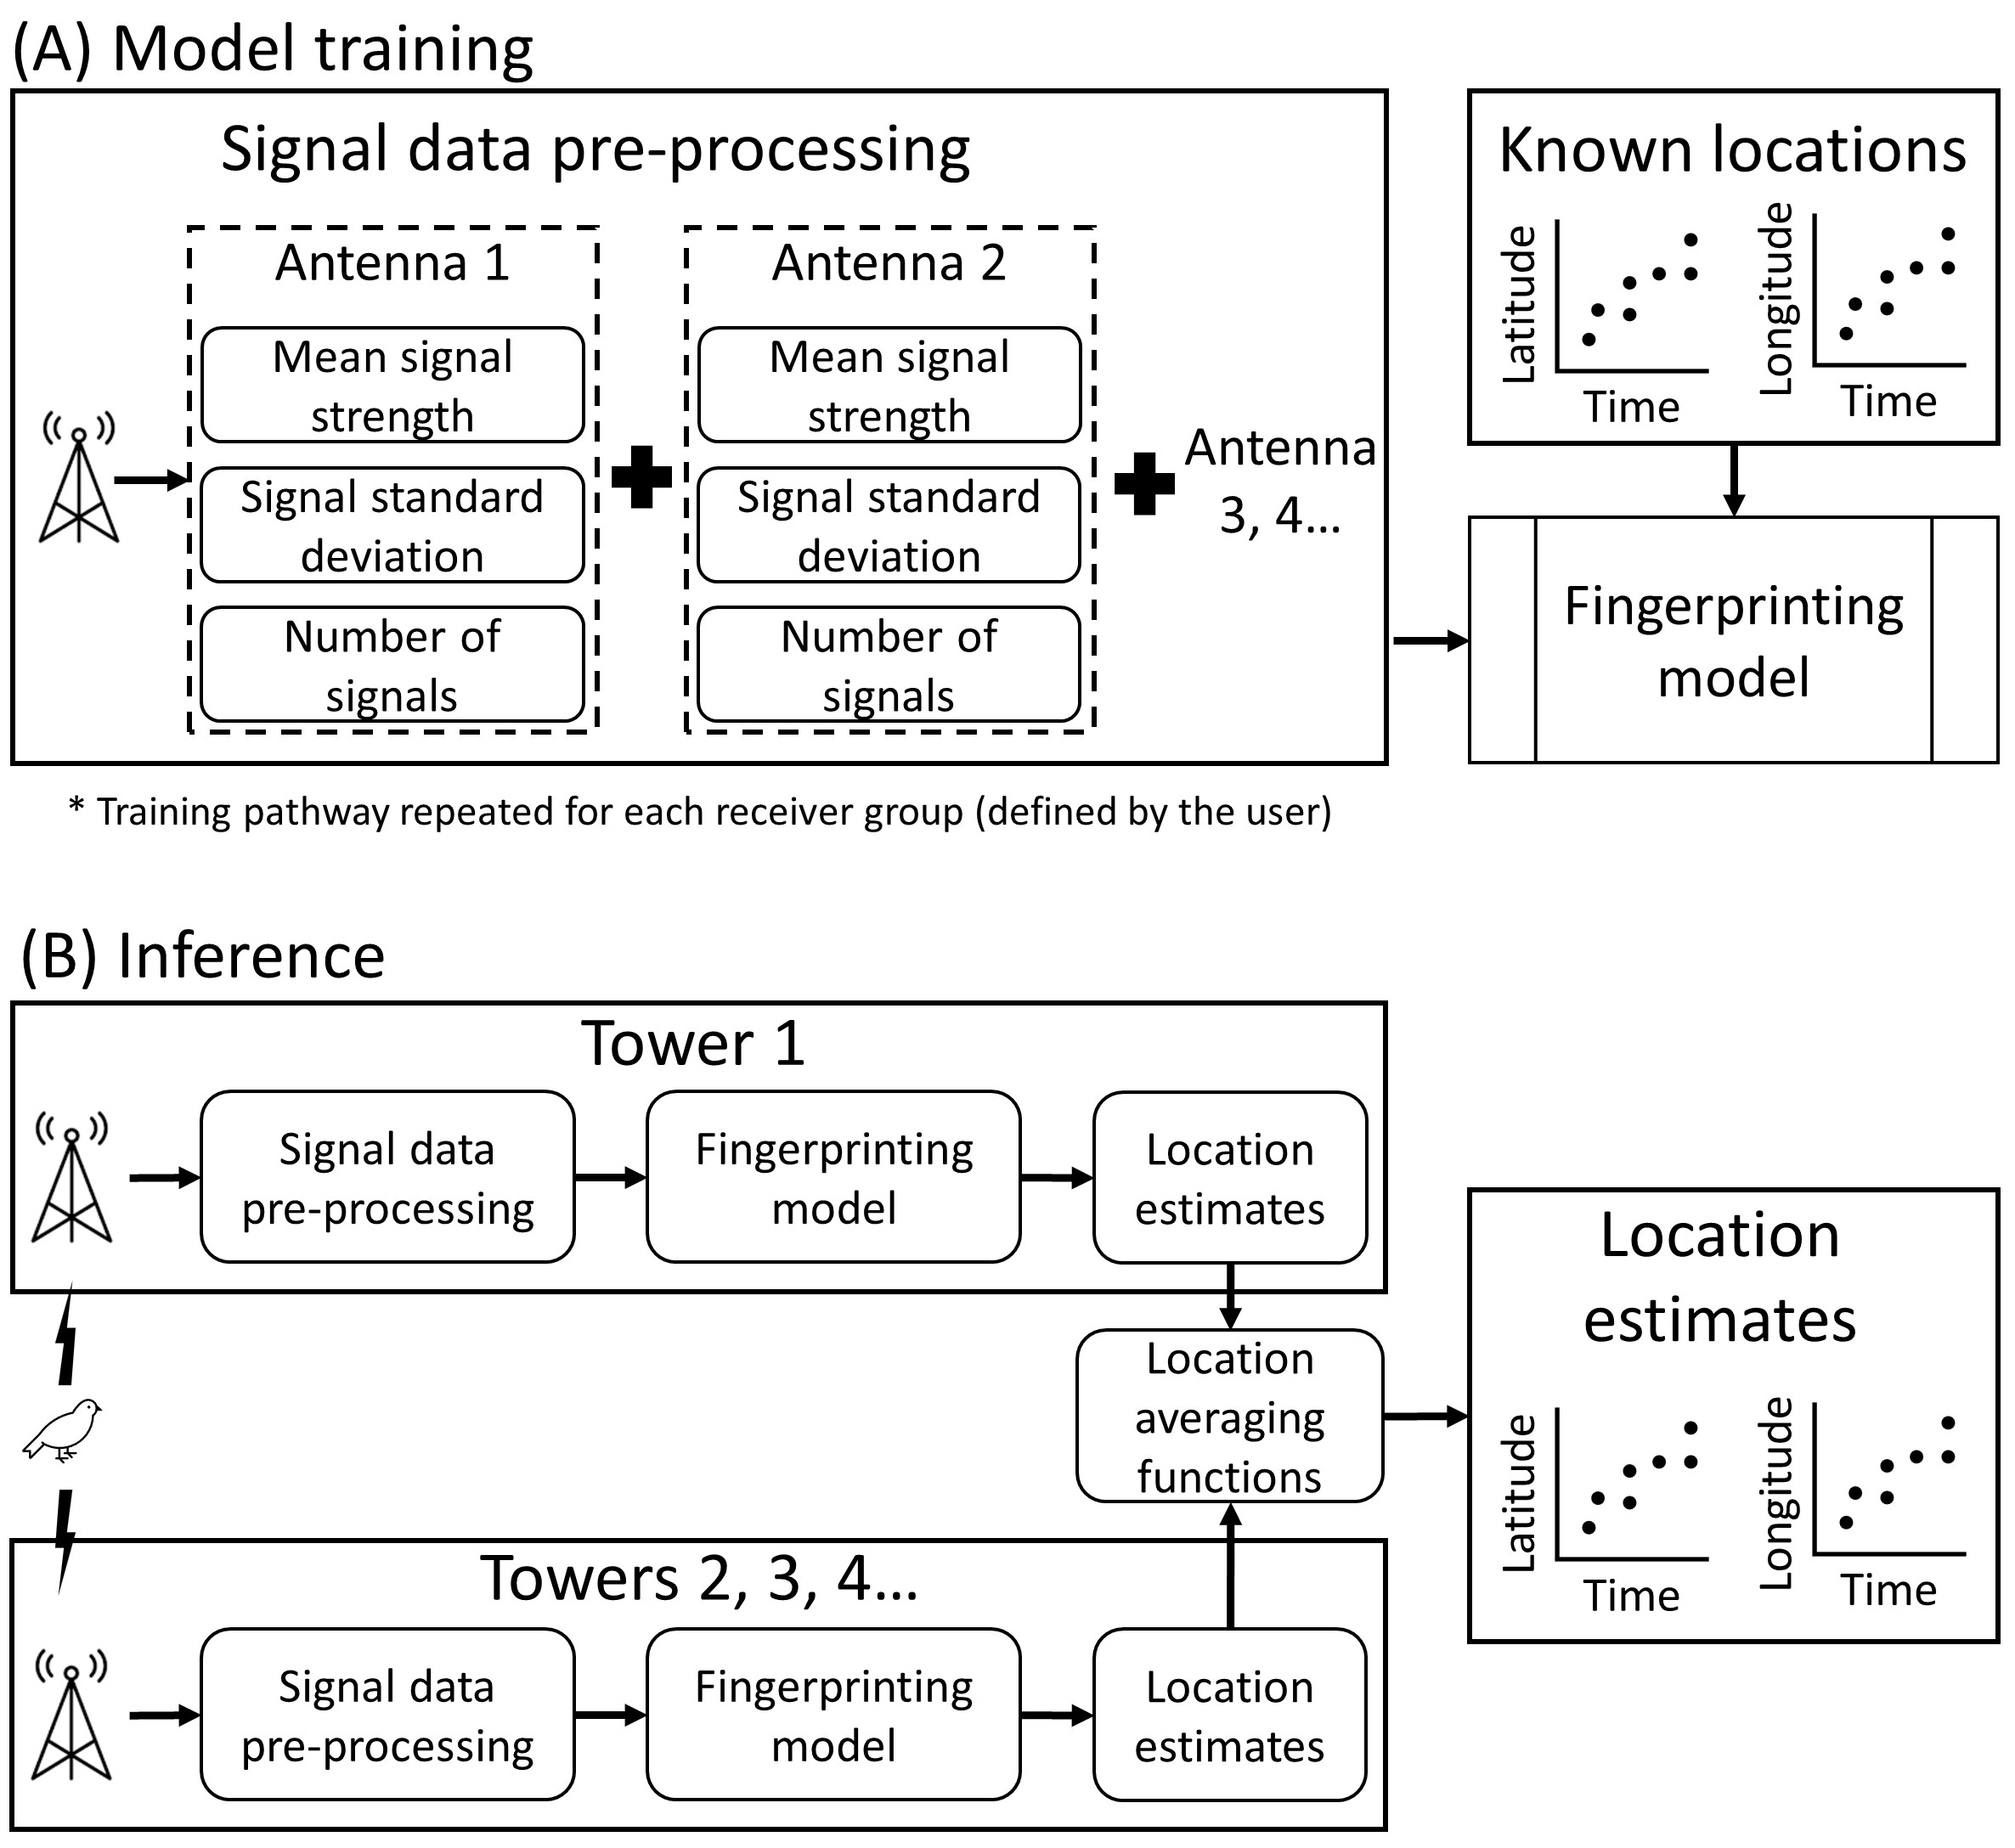 (A) Model training
Signal data pre-processing
Antenna 1
Mean signal
strength
Signal standard
deviation
Number of
signals
Antenna 2
Mean signal
strength
Signal standard
deviation
Number of
signals
Antenna
3, 4...
Known locations
Latitude
Time
Longitude
Time
Fingerprinting
model
* Training pathway repeated for each receiver group (defined by the user)
(B) Inference
Tower 1
Signal data
pre-processing
Fingerprinting
model
Location
estimates
Location
averaging
functions
Towers 2, 3, 4...
Signal data
pre-processing
Fingerprinting
model
Location
estimates
Location
estimates
Latitude
Time
Longitude
Time